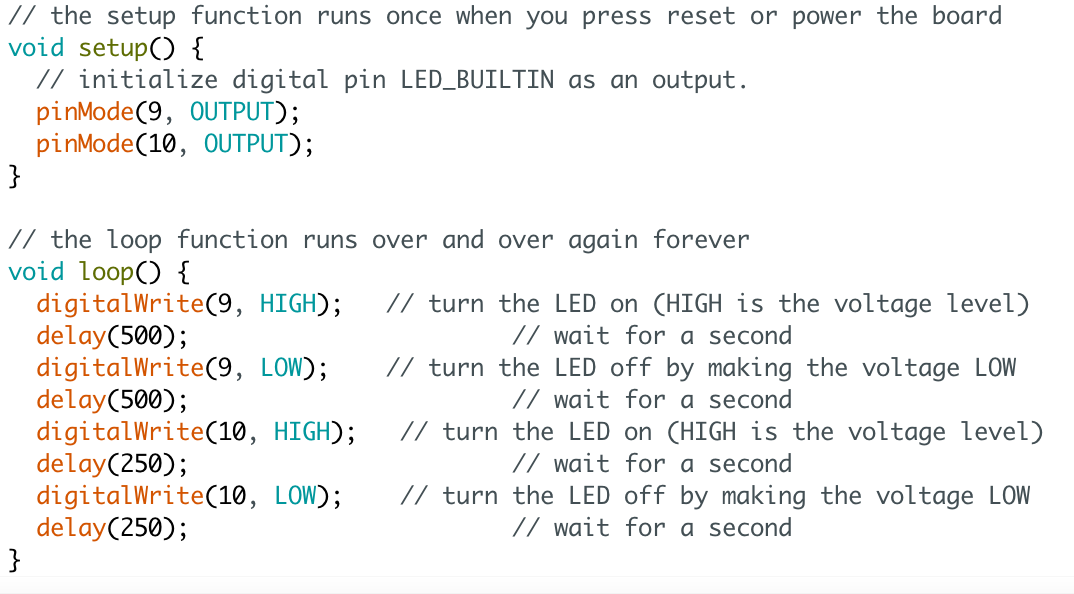 // the setup function runs once when you press reset or power the board
void setup() {
  // initialize digital pin LED_BUILTIN as an output.
  pinMode(9, OUTPUT);
  pinMode(10, OUTPUT);
}

// the loop function runs over and over again forever
void loop() {
  digitalWrite(9, HIGH);   // turn the LED on (HIGH is the voltage level)
  delay(500);                       // wait for a second
  digitalWrite(9, LOW);    // turn the LED off by making the voltage LOW
  delay(500);                       // wait for a second
  digitalWrite(10, HIGH);   // turn the LED on (HIGH is the voltage level)
  delay(250);                       // wait for a second
  digitalWrite(10, LOW);    // turn the LED off by making the voltage LOW
  delay(250);                       // wait for a second
}